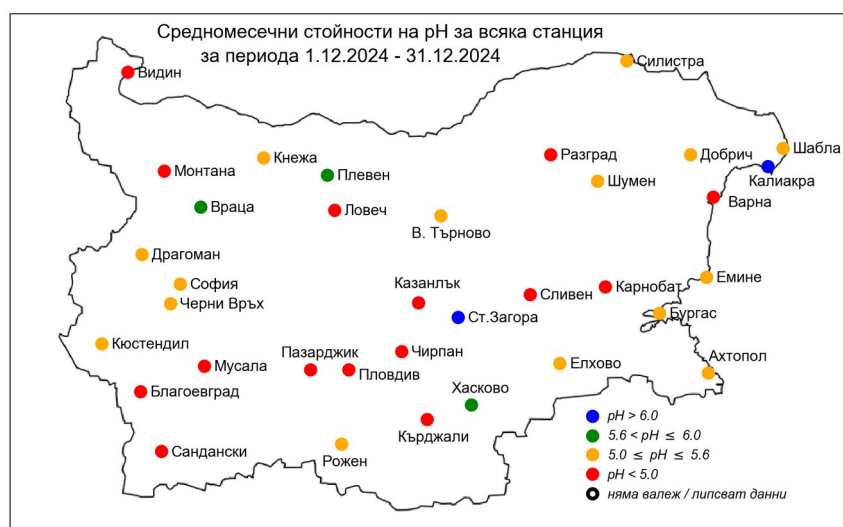 Средномесечни стойности на pH за всяка станция
за периода 1.12.2024 - 31.12.2024
Силистра
Видин
Кнежа
Разград
Добрич
Шабла
Монтана
Плевен
Шумен
Калиакра
Враца
Ловеч
Варна
В. Търново
Драгоман
София
Емине
Черни Връх
Казанлък
Сливен
Карнобат
Ст.Загора
Бургас
Кюстендил
Мусала
Пазарджик
Чирпан
Пловдив
Елхово
Ахтопол
Благоевград
Хасково
Кърджали
Сандански
Рожен
pH > 6.0
5.6 < pH ≤ 6.0
5.0 ≤ pH ≤ 5.6
pH < 5.0
няма валеж / липсват данни